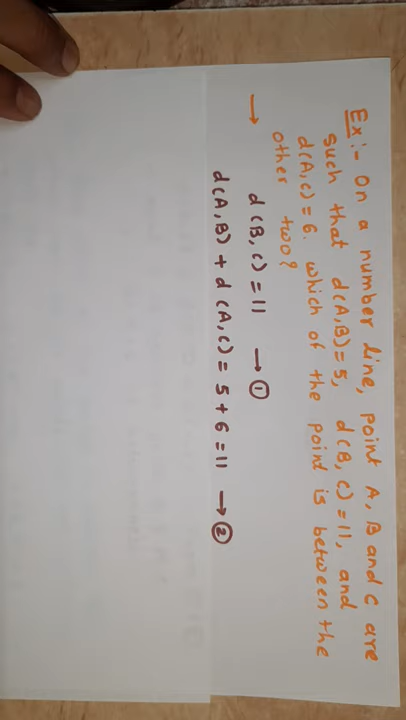 Ex:- On a number line, point A, B and C are
such that d(A,B)=5, d(B,C)=11, and
d(A,C)=6. which of the point is between the
other two?
→ d(B,C)=11 → ①
d(A,B) + d(A,C) = 5+6=11 → ②